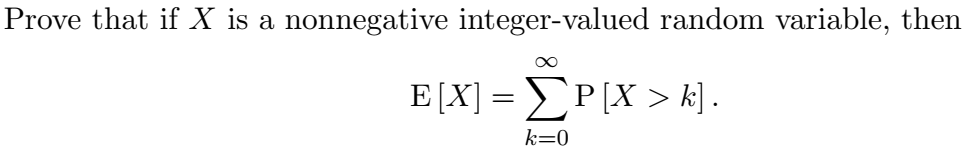 Prove that if X is a nonnegative integer-valued random variable, then
E [X] = ∑_{k=0}^{∞} P [X > k] .